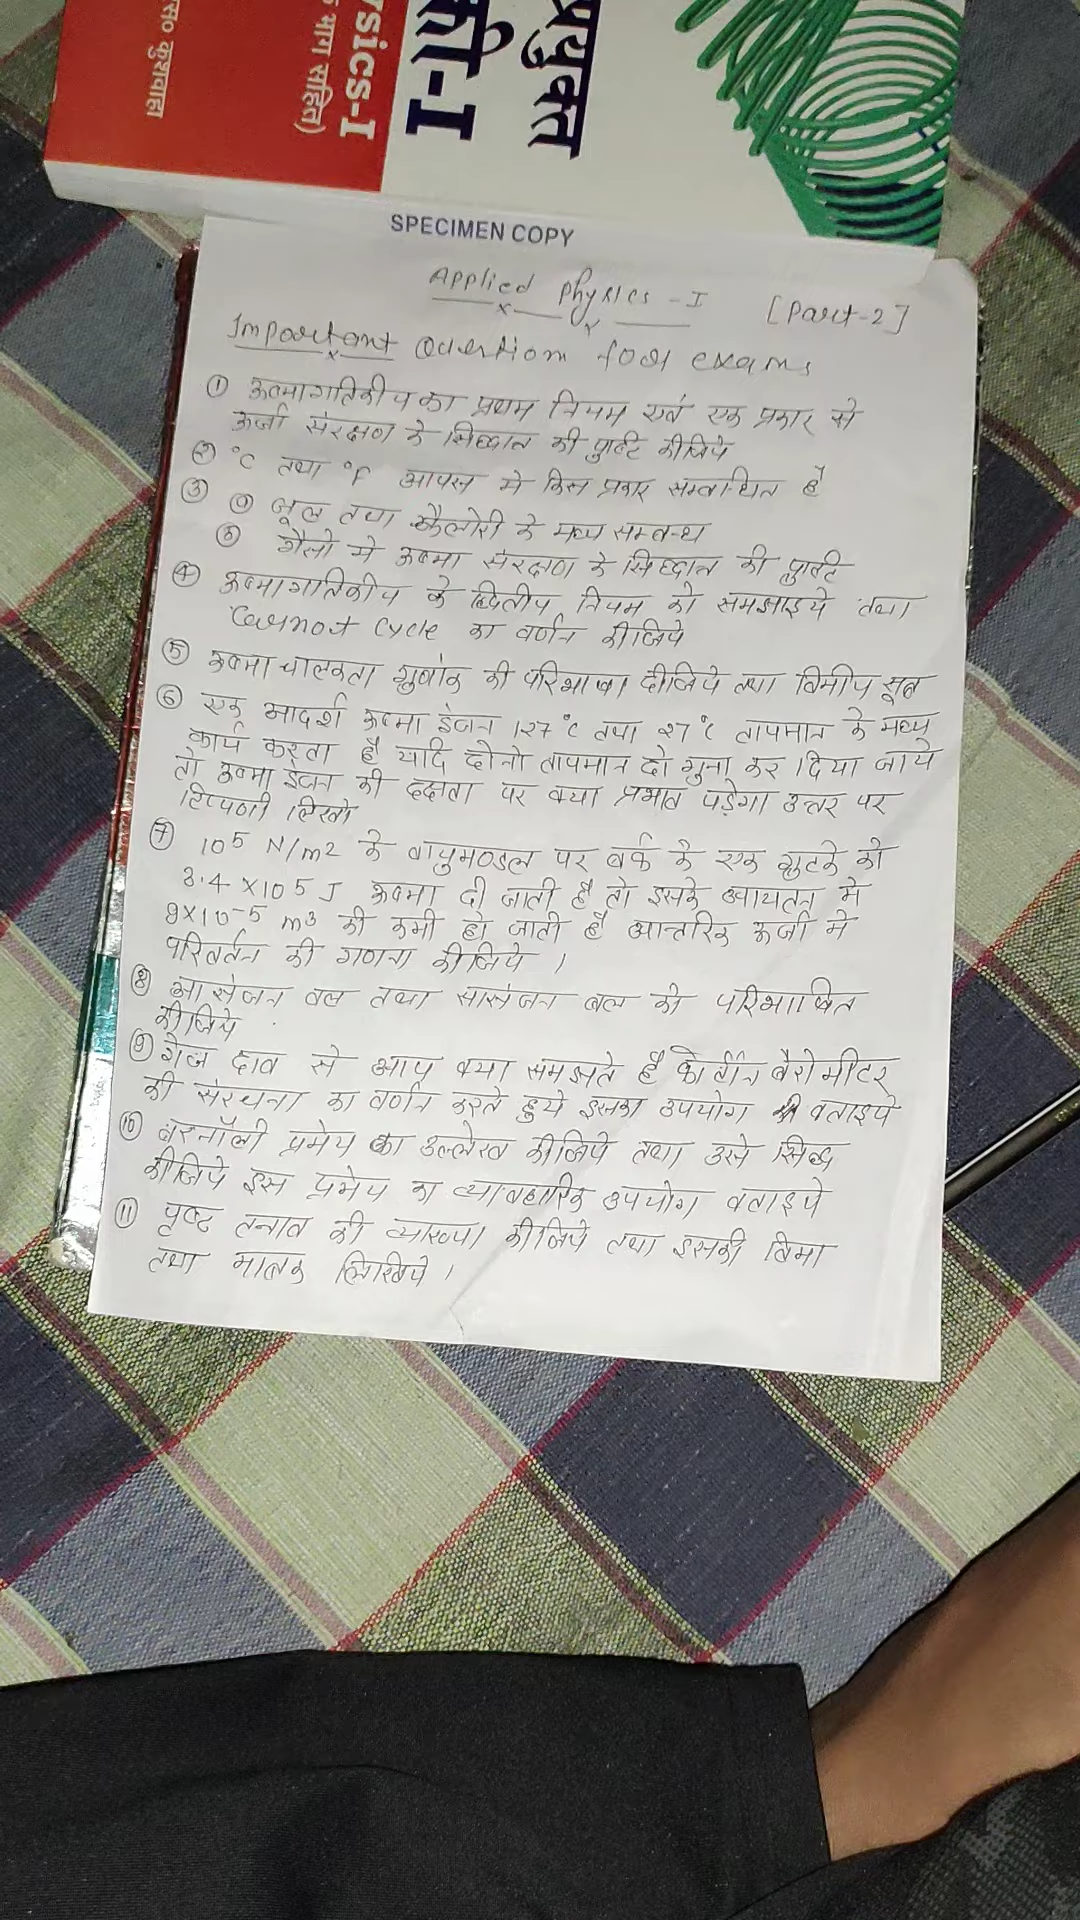 स० कुशवाहा
ysics-I
क भाग सहित)
की-I
प्रयुक्त
SPECIMEN COPY
Applied Physics - I [Part-2]
Important Question for exams
① ऊष्मागतिकीय का प्रथम नियम एवं एक प्रकार से
ऊर्जा संरक्षण के सिद्धान्त की पुष्टि कीजिये
② °C तथा °F आपस मे किस प्रकार सम्बन्धित है
③ ⓐ जूल तथा कैलोरी के मध्य सम्बन्ध
ⓑ गैसो मे ऊष्मा संरक्षण के सिद्धान्त की पुष्टि
④ ऊष्मागतिकीय के द्वितीय नियम को समझाइये तथा
Carnot Cycle का वर्णन कीजिये
⑤ ऊष्मा चालकता गुणांक की परिभाषा दीजिये तथा विमीय सूत्र
⑥ एक आदर्श ऊष्मा इंजन 127°C तथा 27°C तापमान के मध्य
कार्य करता है यदि दोनो तापमान दो गुना कर दिया जाये
तो ऊष्मा इंजन की दक्षता पर क्या प्रभाव पड़ेगा उत्तर पर
टिप्पणी लिखो
⑦ 10⁵ N/m2 के वायुमण्डल पर बर्फ के एक गुटके को
3.4 ×10⁵ J ऊष्मा दी जाती है तो इसके आयतन मे
9×10⁻⁵ m³ की कमी हो जाती है आन्तरिक ऊर्जा मे
परिवर्तन की गणना कीजिये ।
⑧ आसंजन बल तथा सासंजन बल को परिभाषित
कीजिये
⑨ गेज दाब से आप क्या समझते है फोर्टीन बैरोमीटर
की संरचना का वर्णन करते हुये इसका उपयोग बताइये
⑩ बरनॉली प्रमेय का उल्लेख कीजिये तथा उसे सिद्ध
कीजिये इस प्रमेय का व्यावहारिक उपयोग बताइये
⑪ पृष्ट तनाव की व्याख्या कीजिये तथा इसकी विमा
तथा मात्रक लिखिये ।